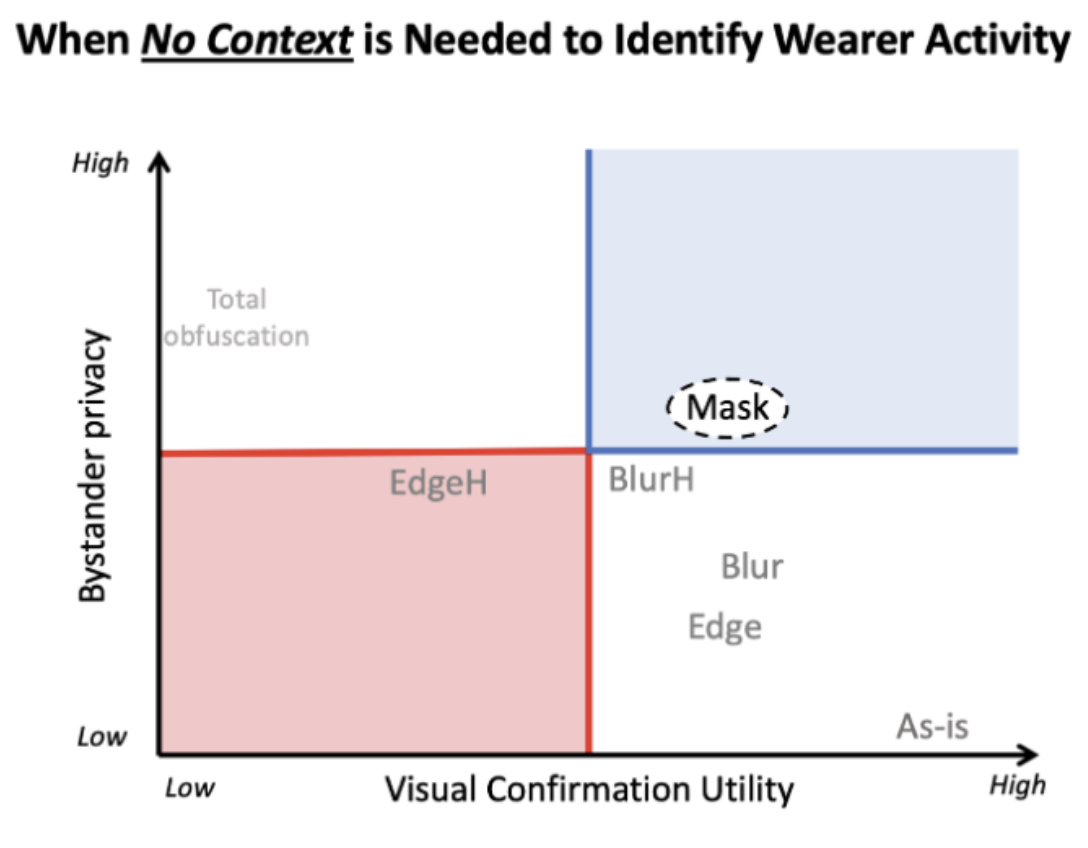 When No Context is Needed to Identify Wearer Activity
High
Total
obfuscation
Bystander privacy
Mask
EdgeH
BlurH
Blur
Edge
As-is
Low
Low
Visual Confirmation Utility
High